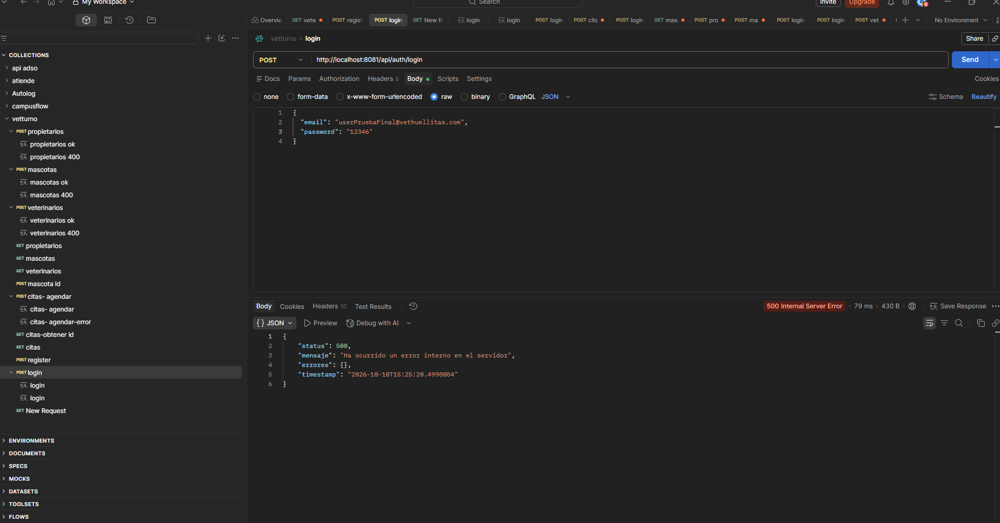 My Workspace
Search
Invite
Upgrade
Overvie
GET vete
POST regist
POST login
GET New R
login
login
POST login
POST cita
POST login
GET mas
POST pro
POST ma
POST login
POST login
POST vet
No Environment
vetturno > login
Share
POST
http://localhost:8081/api/auth/login
Send
Docs
Params
Authorization
Headers 8
Body
Scripts
Settings
Cookies
none
form-data
x-www-form-urlencoded
raw
binary
GraphQL
JSON
Schema
Beautify
1 {
2 "email": "userPruebaFinal@vethuellitas.com",
3 "password": "12346"
4 }
COLLECTIONS
api adso
atiende
Autolog
campusflow
vetturno
POST propietarios
e.g. propietarios ok
e.g. propietarios 400
POST mascotas
e.g. mascotas ok
e.g. mascotas 400
POST veterinarios
e.g. veterinarios ok
e.g. veterinarios 400
GET propietarios
GET mascotas
GET veterinarios
POST mascota id
POST citas- agendar
e.g. citas- agendar
e.g. citas- agendar-error
GET citas-obtener id
GET citas
POST register
POST login
e.g. login
e.g. login
GET New Request
ENVIRONMENTS
DOCUMENTS
SPECS
MOCKS
DATASETS
TOOLSETS
FLOWS
Body
Cookies
Headers 10
Test Results
500 Internal Server Error
79 ms
430 B
e.g. Save Response
{} JSON
Preview
Debug with AI
1 {
2 "status": 500,
3 "mensaje": "Ha ocurrido un error interno en el servidor",
4 "errores": {},
5 "timestamp": "2026-10-10T15:25:20.4998084"
6 }